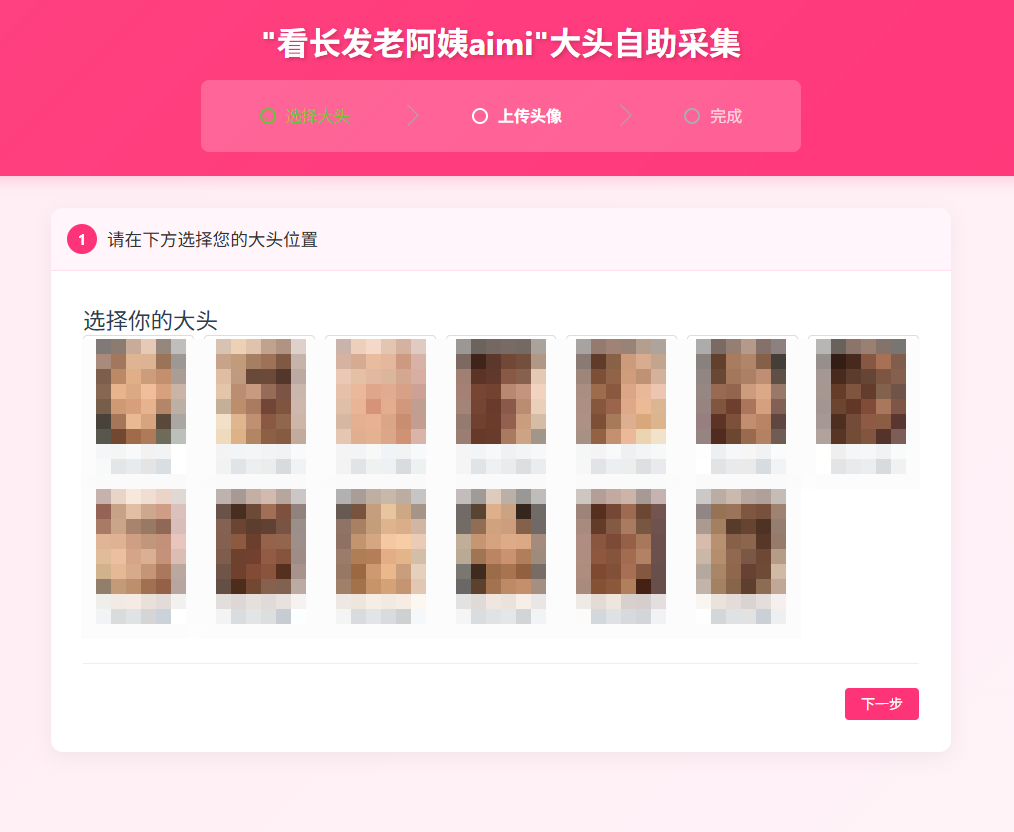 "看长发老阿姨aimi"大头自助采集
选择大头
上传头像
完成
1 请在下方选择您的大头位置
选择你的大头
下一步